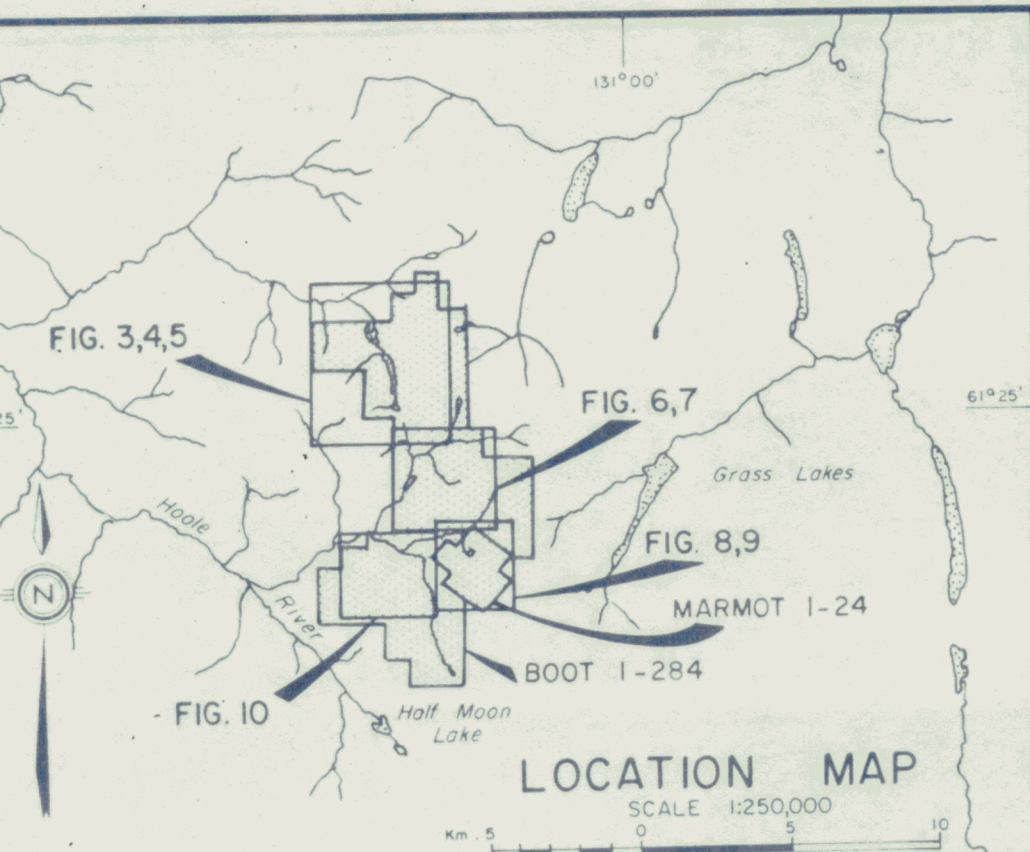 131°00'
FIG. 3,4,5
FIG. 6,7
61°25'
25'
Grass Lakes
Hoole
River
FIG. 8,9
N
MARMOT 1-24
BOOT 1-284
FIG. 10
Half Moon
Lake
LOCATION MAP
SCALE 1:250,000
Km. 5 0 5 10